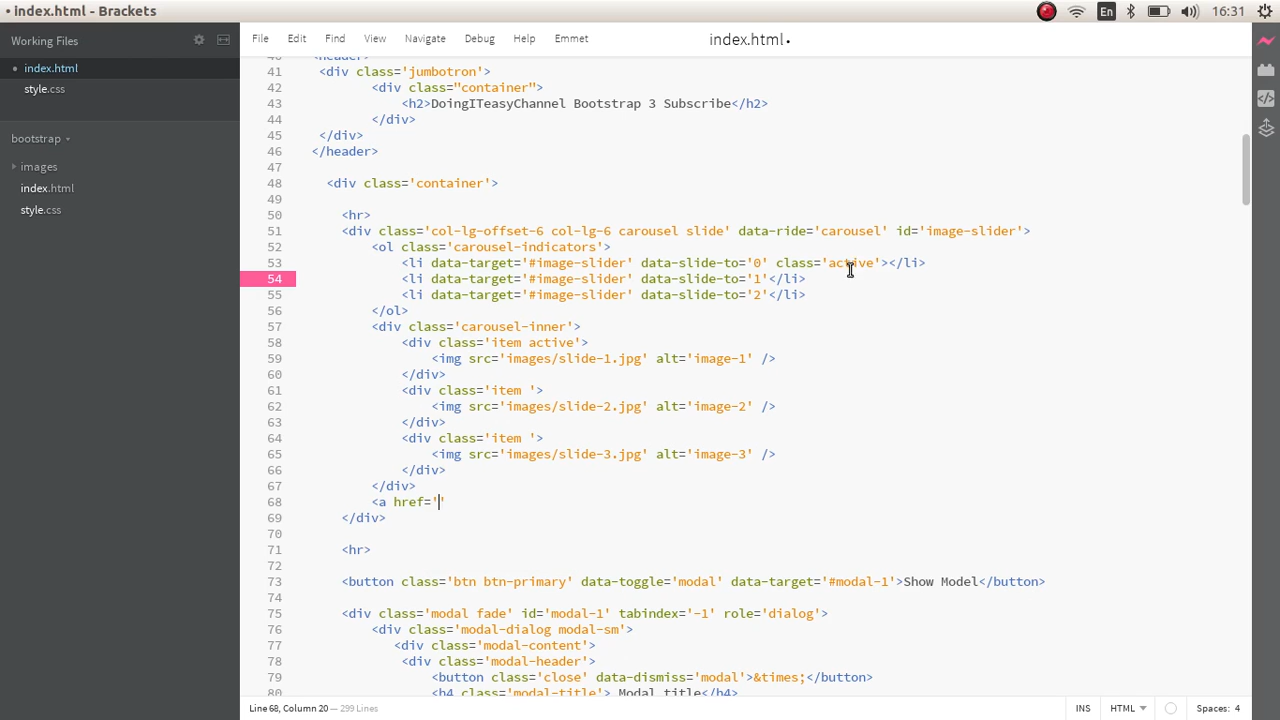 • index.html - Brackets
En
16:31
Working Files
• index.html
style.css
bootstrap
images
index.html
style.css
File Edit Find View Navigate Debug Help Emmet
index.html •
40 <header>
41 <div class='jumbotron'>
42 <div class="container">
43 <h2>DoingITeasyChannel Bootstrap 3 Subscribe</h2>
44 </div>
45 </div>
46 </header>
47
48 <div class='container'>
49
50 <hr>
51 <div class='col-lg-offset-6 col-lg-6 carousel slide' data-ride='carousel' id='image-slider'>
52 <ol class='carousel-indicators'>
53 <li data-target='#image-slider' data-slide-to='0' class='active'></li>
54 <li data-target='#image-slider' data-slide-to='1'</li>
55 <li data-target='#image-slider' data-slide-to='2'</li>
56 </ol>
57 <div class='carousel-inner'>
58 <div class='item active'>
59 <img src='images/slide-1.jpg' alt='image-1' />
60 </div>
61 <div class='item '>
62 <img src='images/slide-2.jpg' alt='image-2' />
63 </div>
64 <div class='item '>
65 <img src='images/slide-3.jpg' alt='image-3' />
66 </div>
67 </div>
68 <a href=''
69 </div>
70
71 <hr>
72
73 <button class='btn btn-primary' data-toggle='modal' data-target='#modal-1'>Show Model</button>
74
75 <div class='modal fade' id='modal-1' tabindex='-1' role='dialog'>
76 <div class='modal-dialog modal-sm'>
77 <div class='modal-content'>
78 <div class='modal-header'>
79 <button class='close' data-dismiss='modal'>&times;</button>
80 <h4 class='modal-title'> Modal title</h4>
Line 68, Column 20 — 299 Lines
INS HTML Spaces: 4